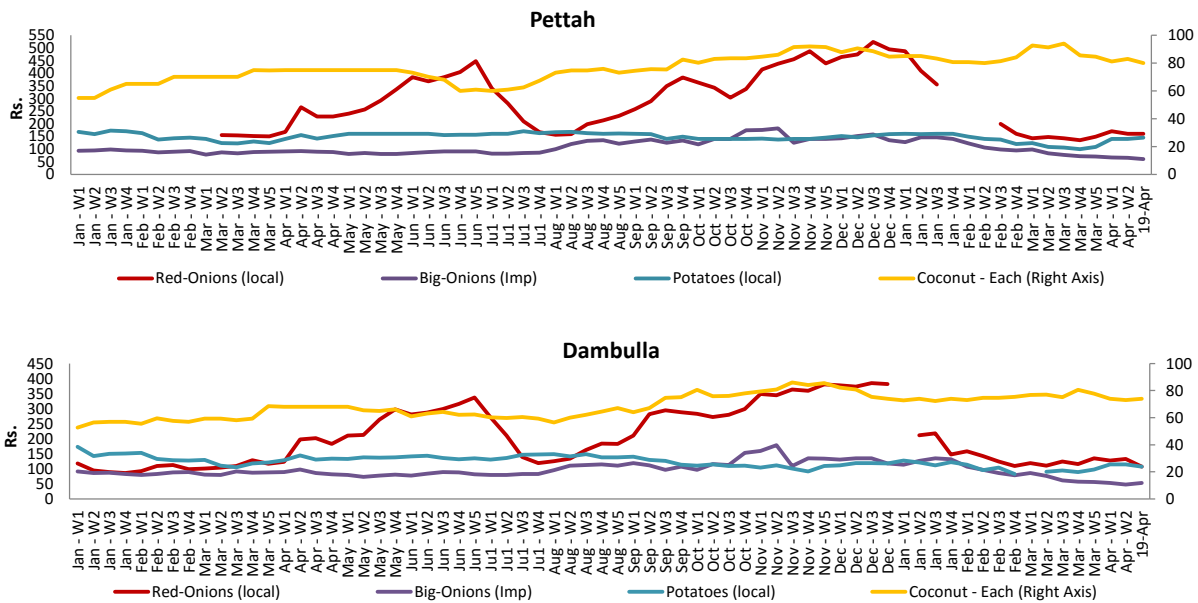 Pettah
550
500
450
400
350
300
250
200
150
100
50
0
Rs.
100
80
60
40
20
0
Jan - W1
Jan - W2
Jan - W3
Jan - W4
Feb - W1
Feb - W2
Feb - W3
Feb - W4
Mar - W1
Mar - W2
Mar - W3
Mar - W4
Mar - W5
Apr - W1
Apr - W2
Apr - W3
Apr - W4
May - W1
May - W2
May - W3
May - W4
Jun - W1
Jun - W2
Jun - W3
Jun - W4
Jun - W5
Ju1 - W1
Ju1 - W2
Ju1 - W3
Ju1 - W4
Aug - W1
Aug - W2
Aug - W3
Aug - W4
Aug - W5
Sep - W1
Sep - W2
Sep - W3
Sep - W4
Oct - W1
Oct - W2
Oct - W3
Oct - W4
Nov - W1
Nov - W2
Nov - W3
Nov - W4
Nov - W5
Dec - W1
Dec - W2
Dec - W3
Dec - W4
Jan - W1
Jan - W2
Jan - W3
Jan - W4
Feb - W1
Feb - W2
Feb - W3
Feb - W4
Mar - W1
Mar - W2
Mar - W3
Mar - W4
Mar - W5
Apr - W1
Apr - W2
19-Apr
Red-Onions (local)
Big-Onions (Imp)
Potatoes (local)
Coconut - Each (Right Axis)
Dambulla
450
400
350
300
250
200
150
100
50
0
Rs.
100
80
60
40
20
0
Jan - W1
Jan - W2
Jan - W3
Jan - W4
Feb - W1
Feb - W2
Feb - W3
Feb - W4
Mar - W1
Mar - W2
Mar - W3
Mar - W4
Mar - W5
Apr - W1
Apr - W2
Apr - W3
Apr - W4
May - W1
May - W2
May - W3
May - W4
Jun - W1
Jun - W2
Jun - W3
Jun - W4
Jun - W5
Ju1 - W1
Ju1 - W2
Ju1 - W3
Ju1 - W4
Aug - W1
Aug - W2
Aug - W3
Aug - W4
Aug - W5
Sep - W1
Sep - W2
Sep - W3
Sep - W4
Oct - W1
Oct - W2
Oct - W3
Oct - W4
Nov - W1
Nov - W2
Nov - W3
Nov - W4
Nov - W5
Dec - W1
Dec - W2
Dec - W3
Dec - W4
Jan - W1
Jan - W2
Jan - W3
Jan - W4
Feb - W1
Feb - W2
Feb - W3
Feb - W4
Mar - W1
Mar - W2
Mar - W3
Mar - W4
Mar - W5
Apr - W1
Apr - W2
19-Apr
Red-Onions (local)
Big-Onions (Imp)
Potatoes (local)
Coconut - Each (Right Axis)